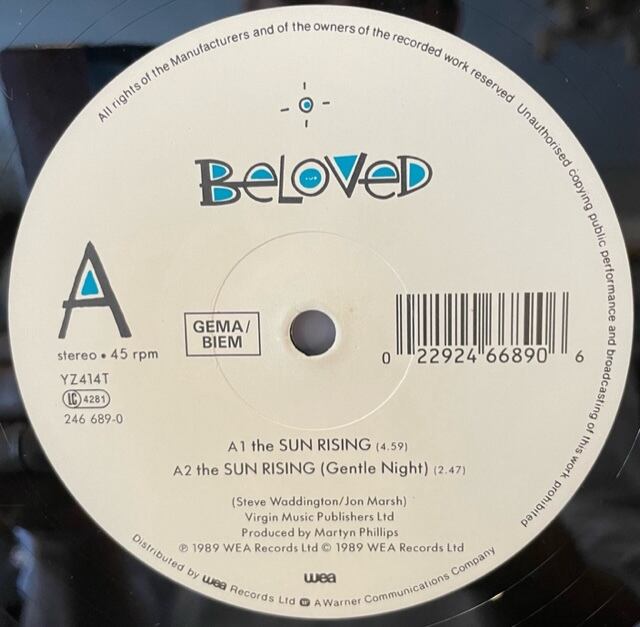 All rights of the Manufacturers and of the owners of the recorded work reserved Unauthorised copying public performance and broadcasting of this work prohibited
BeLOVeD
A
stereo • 45 rpm
YZ414T
LC 4281
246 689-0
GEMA/
BIEM
0 22924 66890 6
A1 the SUN RISING (4.59)
A2 the SUN RISING (Gentle Night) (2.47)
(Steve Waddington/Jon Marsh)
Virgin Music Publishers Ltd
Produced by Martyn Phillips
℗ 1989 WEA Records Ltd © 1989 WEA Records Ltd
wea
Distributed by wea Records Ltd A Warner Communications Company